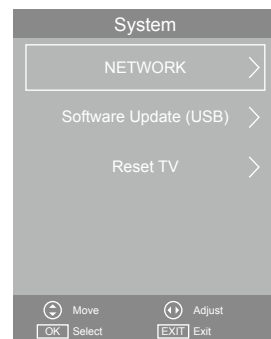 System
NETWORK
Software Update (USB)
Reset TV
Move Adjust
OK Select EXIT Exit